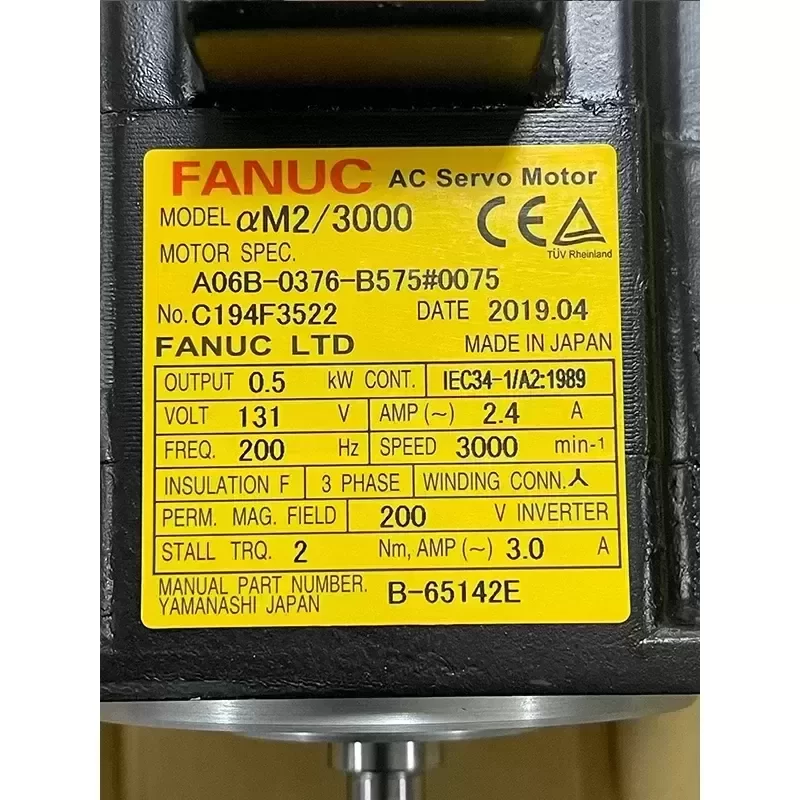 FANUC AC Servo Motor
MODEL αM2/3000
CE TÜV Rheinland
MOTOR SPEC.
A06B-0376-B575#0075
No. C194F3522 DATE 2019.04
FANUC LTD MADE IN JAPAN
OUTPUT 0.5 kW CONT. IEC34-1/A2:1989
VOLT 131 V AMP (~) 2.4 A
FREQ. 200 Hz SPEED 3000 min-1
INSULATION F 3 PHASE WINDING CONN.
PERM. MAG. FIELD 200 V INVERTER
STALL TRQ. 2 Nm, AMP (~) 3.0 A
MANUAL PART NUMBER. B-65142E
YAMANASHI JAPAN